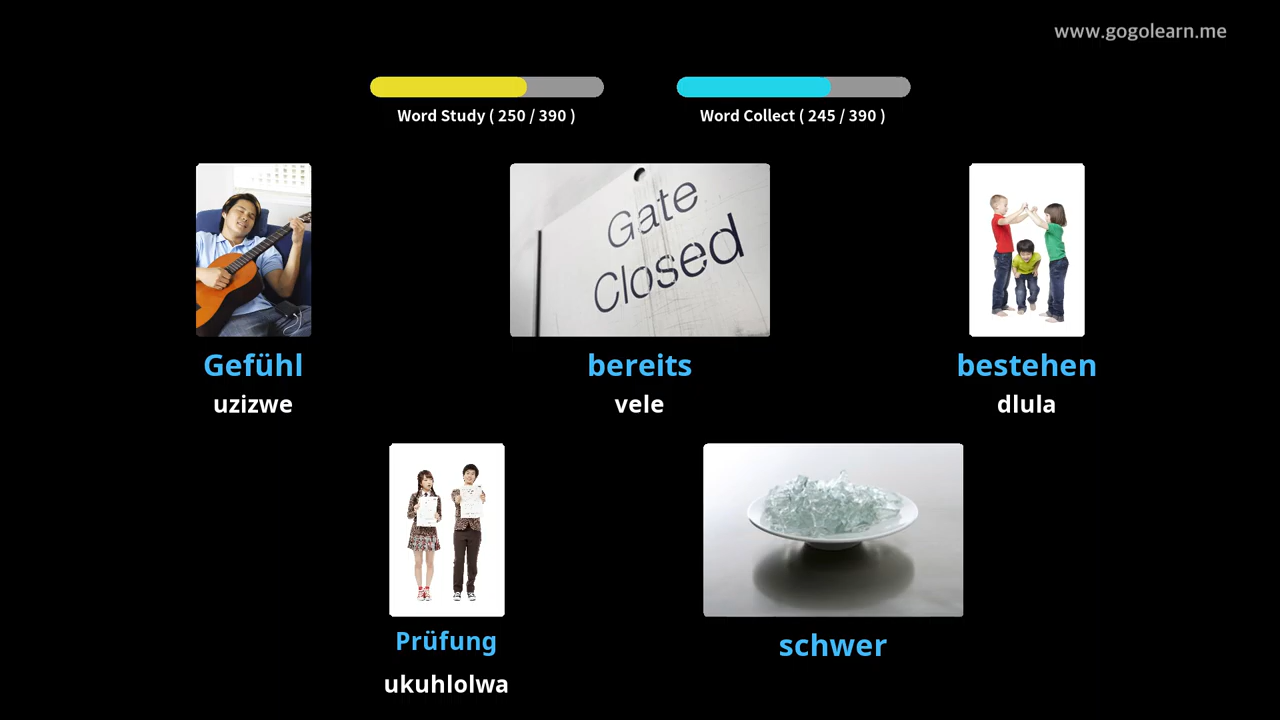 www.gogolearn.me
Word Study ( 250 / 390 )
Word Collect ( 245 / 390 )
Gate
Closed
Gefühl
bereits
bestehen
uzizwe
vele
dlula
Prüfung
schwer
ukuhlolwa